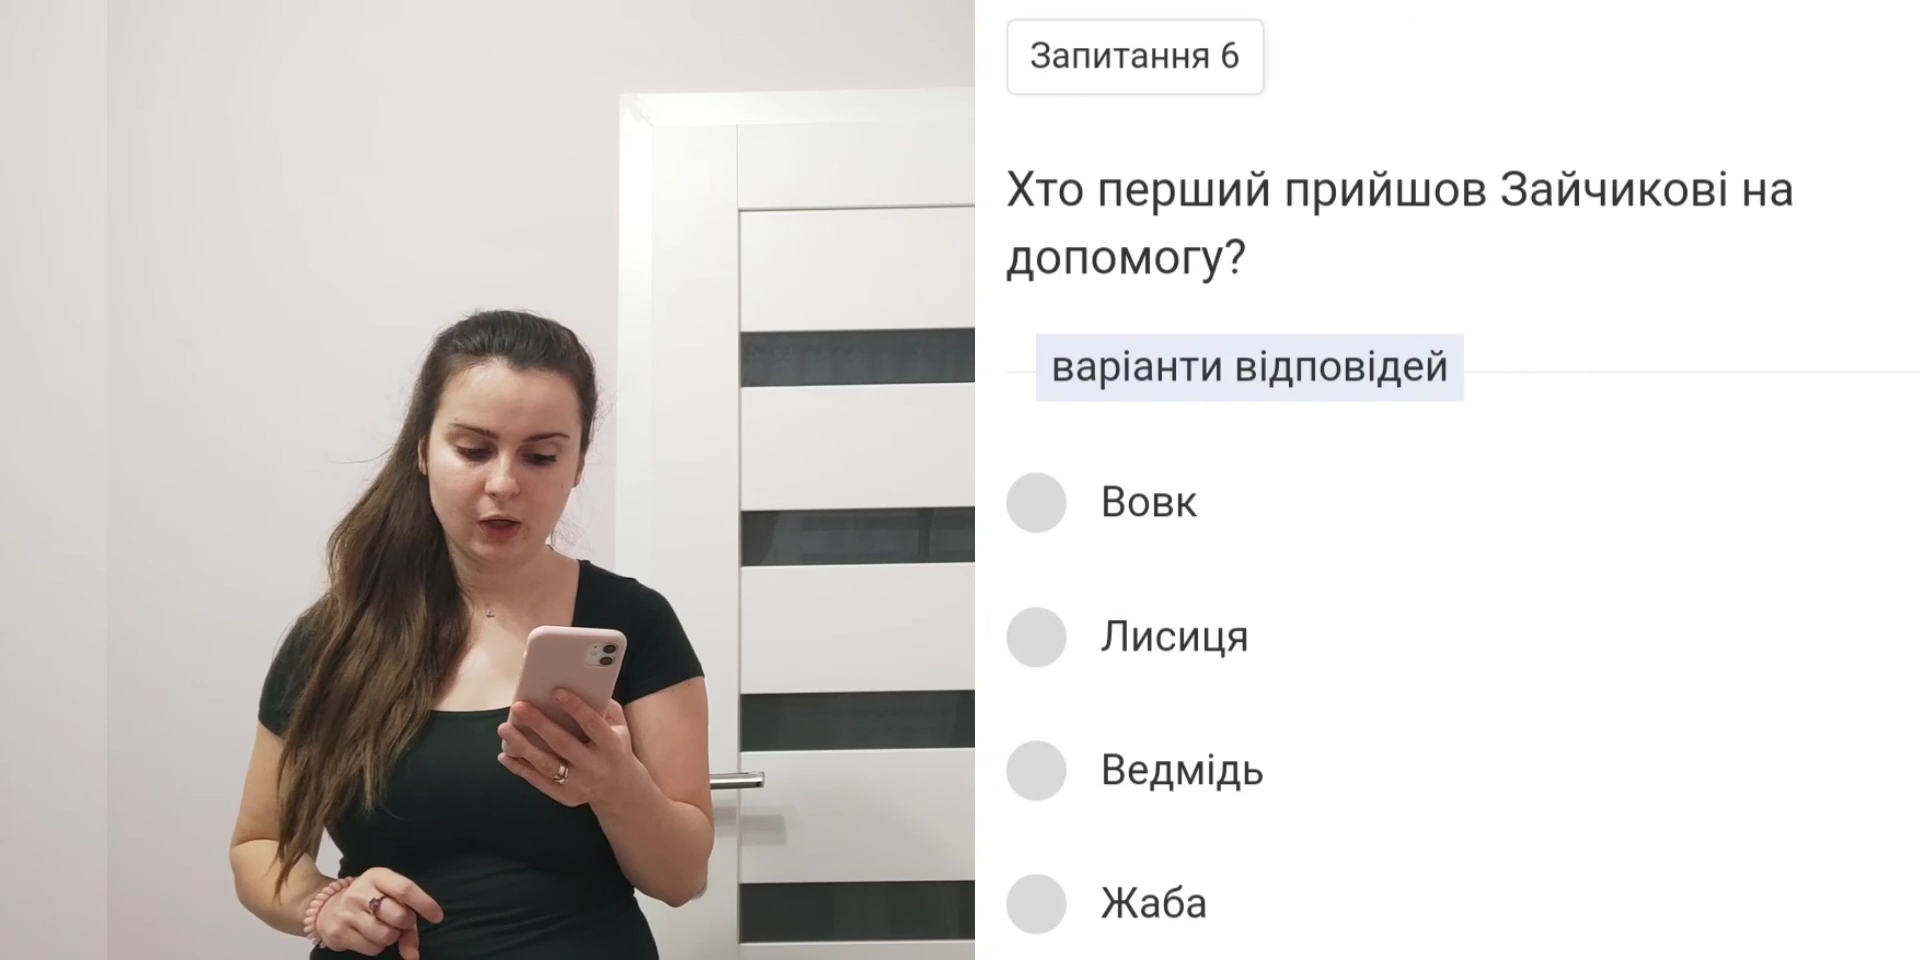 Запитання 6
Хто перший прийшов Зайчикові на
допомогу?
варіанти відповідей
Вовк
Лисиця
Ведмідь
Жаба